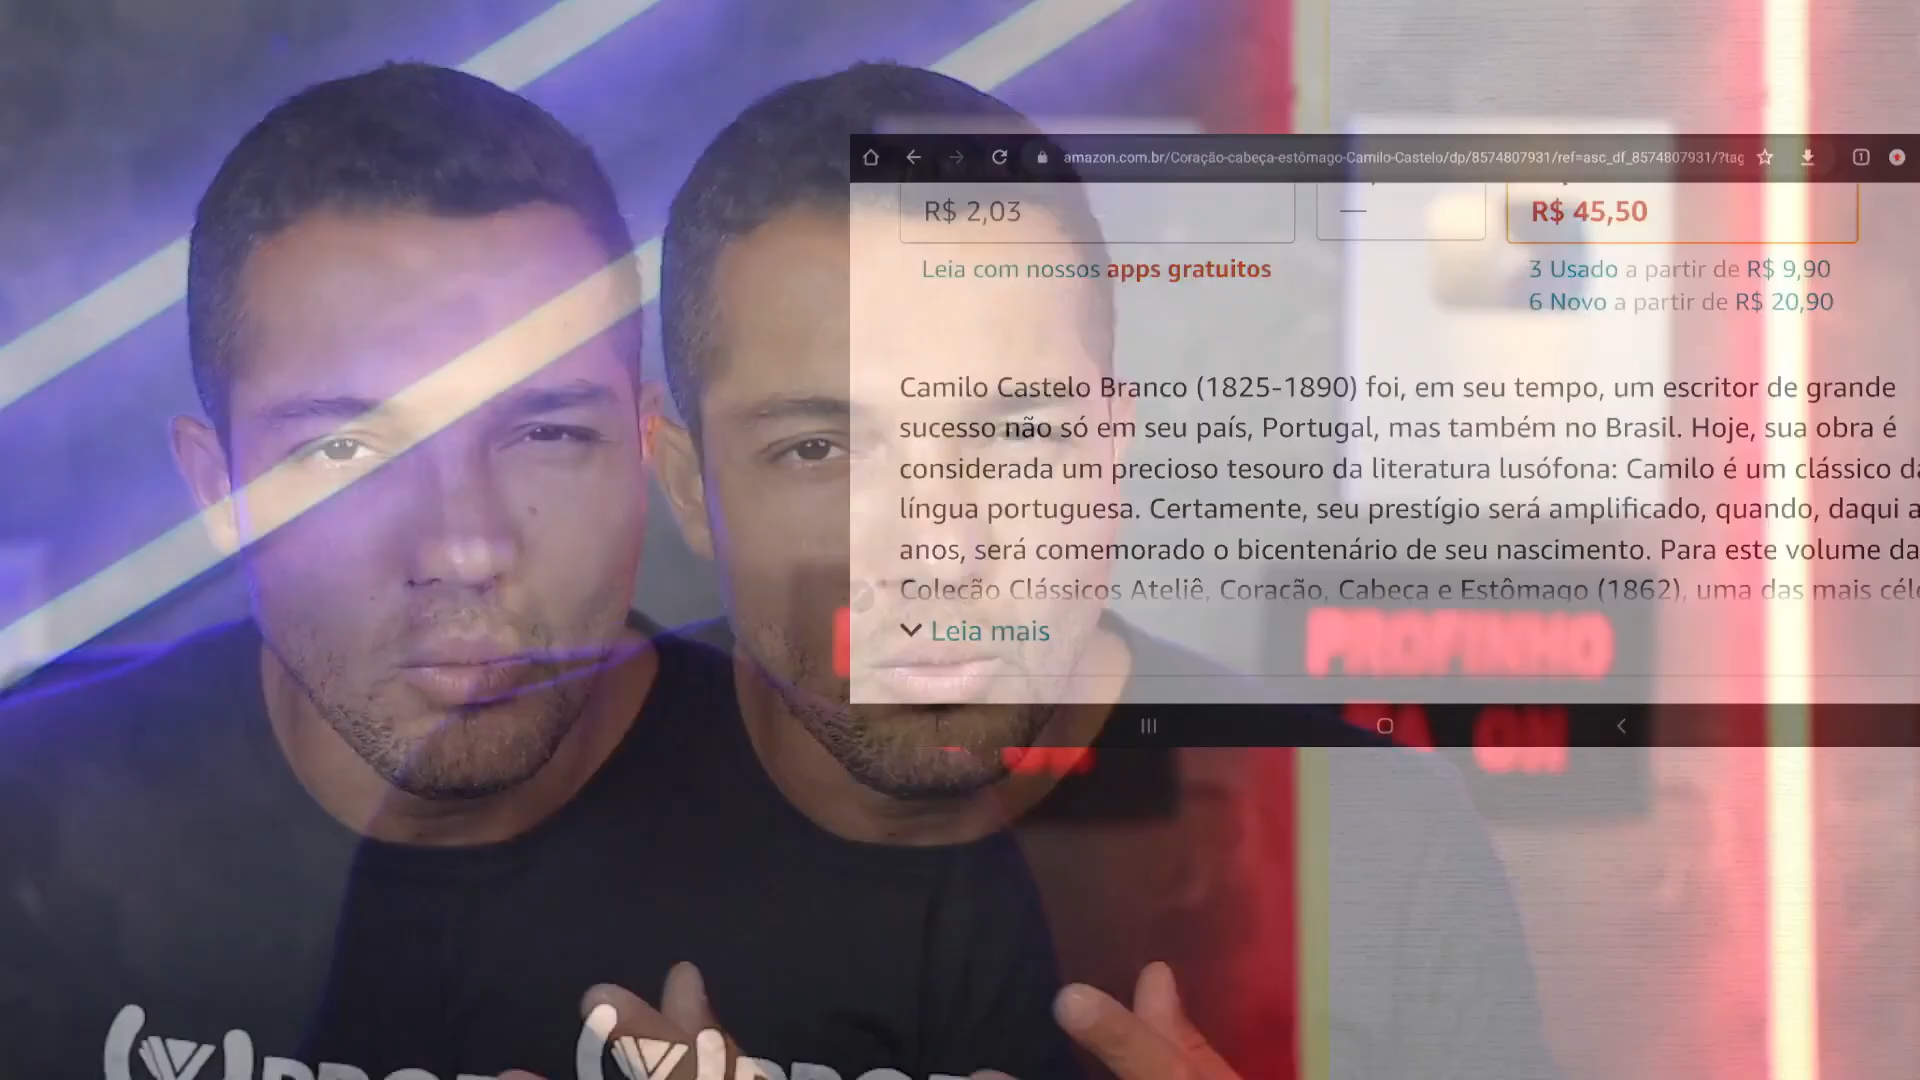 amazon.com.br/Coração-cabeça-estômago-Camilo-Castelo/dp/8574807931/ref=asc_df_8574807931/?tag
1
R$ 2,03
—
R$ 45,50
Leia com nossos apps gratuitos
3 Usado a partir de R$ 9,90
6 Novo a partir de R$ 20,90
Camilo Castelo Branco (1825-1890) foi, em seu tempo, um escritor de grande
sucesso não só em seu país, Portugal, mas também no Brasil. Hoje, sua obra é
considerada um precioso tesouro da literatura lusófona: Camilo é um clássico da
língua portuguesa. Certamente, seu prestígio será amplificado, quando, daqui a
anos, será comemorado o bicentenário de seu nascimento. Para este volume da
Coleção Clássicos Ateliê, Coração, Cabeça e Estômago (1862), uma das mais
Leia mais
PROFINHO
ON